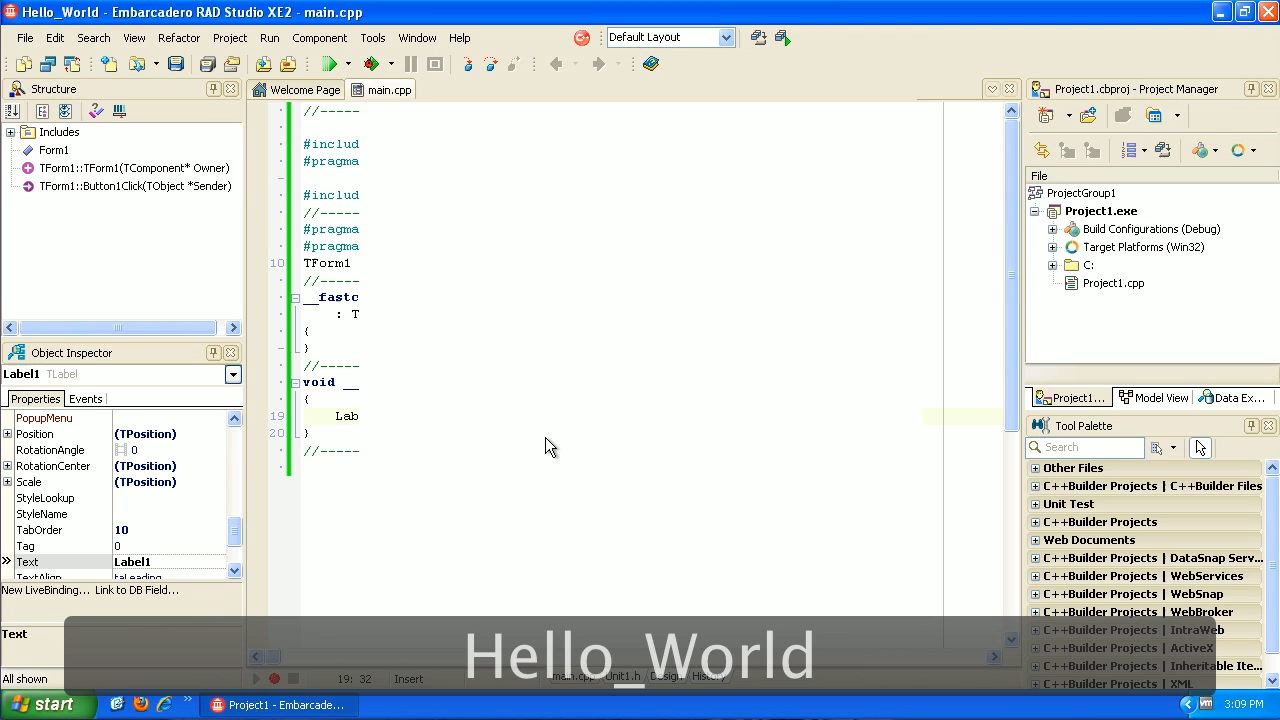 Hello_World - Embarcadero RAD Studio XE2 - main.cpp
File Edit Search View Refactor Project Run Component Tools Window Help
Default Layout
Structure
Includes
Form1
TForm1::TForm1(TComponent* Owner)
TForm1::Button1Click(TObject *Sender)
Object Inspector
Label1 TLabel
Properties Events
PopupMenu
Position (TPosition)
RotationAngle 0
RotationCenter (TPosition)
Scale (TPosition)
StyleLookup
StyleName
TabOrder 10
Tag 0
Text Label1
TextAlign taLeading
New LiveBinding... Link to DB Field...
Text
All shown
Welcome Page main.cpp
//-----
#includ
#pragma
#includ
//-----
#pragma
#pragma
10 TForm1
//-----
__fastc
: T
{
}
//-----
void __
{
19 Lab
20 }
//-----
19: 32 Insert main.cpp Unit1.h Design History
Project1.cbproj - Project Manager
File
ProjectGroup1
Project1.exe
Build Configurations (Debug)
Target Platforms (Win32)
C:
Project1.cpp
Project1... Model View Data Ex...
Tool Palette
Search
Other Files
C++Builder Projects | C++Builder Files
Unit Test
C++Builder Projects
Web Documents
C++Builder Projects | DataSnap Serv...
C++Builder Projects | WebServices
C++Builder Projects | WebSnap
C++Builder Projects | WebBroker
C++Builder Projects | IntraWeb
C++Builder Projects | ActiveX
C++Builder Projects | Inheritable Ite...
C++Builder Projects | XML
Hello_World
start
Project1 - Embarcade...
3:09 PM